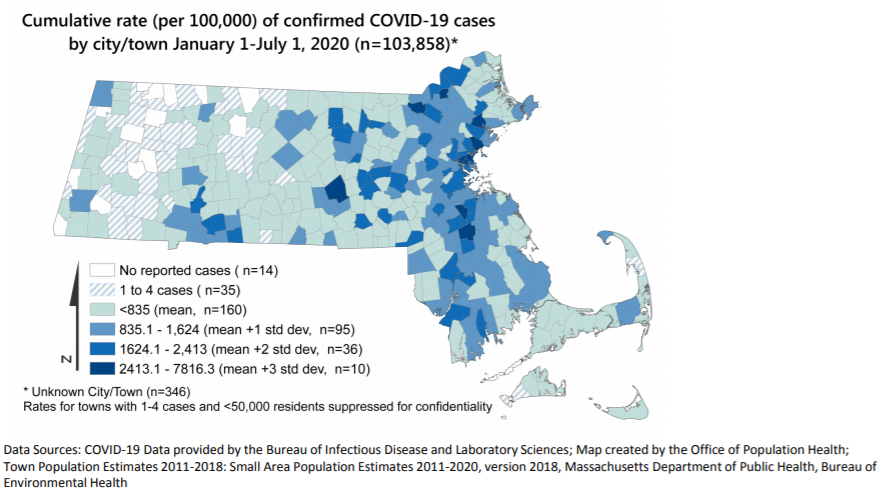 Cumulative rate (per 100,000) of confirmed COVID-19 cases
by city/town January 1-July 1, 2020 (n=103,858)*
No reported cases ( n=14)
1 to 4 cases ( n=35)
<835 (mean, n=160)
835.1 - 1,624 (mean +1 std dev, n=95)
1624.1 - 2,413 (mean +2 std dev, n=36)
2413.1 - 7816.3 (mean +3 std dev, n=10)
N
* Unknown City/Town (n=346)
Rates for towns with 1-4 cases and <50,000 residents suppressed for confidentiality
Data Sources: COVID-19 Data provided by the Bureau of Infectious Disease and Laboratory Sciences; Map created by the Office of Population Health;
Town Population Estimates 2011-2018: Small Area Population Estimates 2011-2020, version 2018, Massachusetts Department of Public Health, Bureau of
Environmental Health